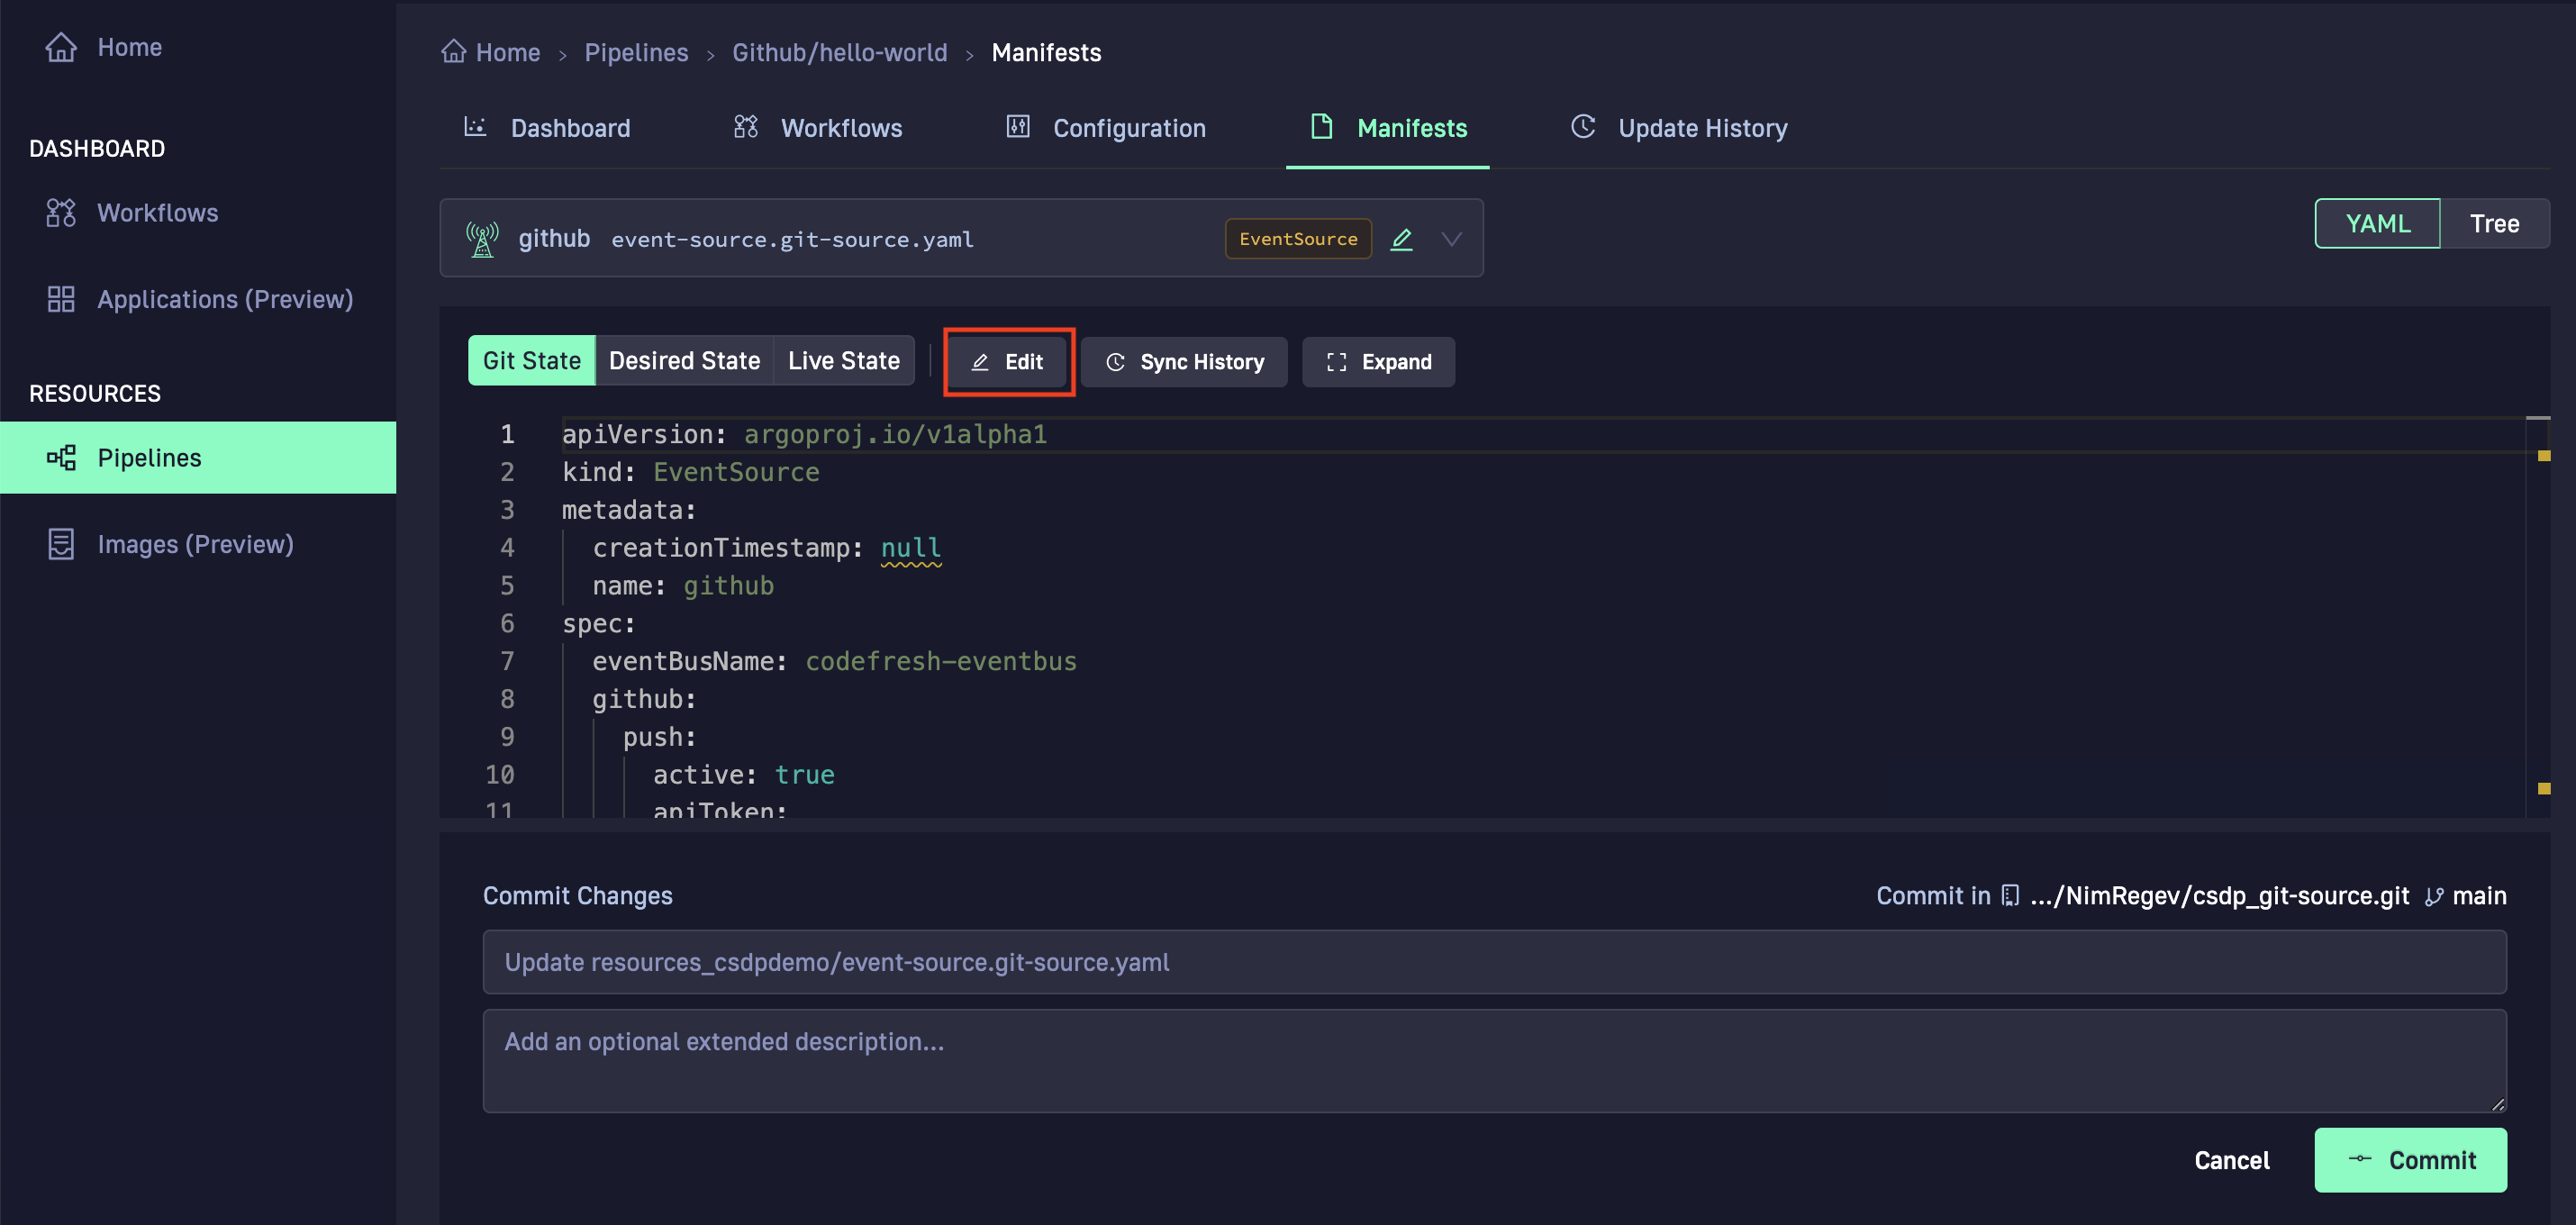 Home
DASHBOARD
Workflows
Applications (Preview)
RESOURCES
Pipelines
Images (Preview)
Home > Pipelines > Github/hello-world > Manifests
Dashboard Workflows Configuration Manifests Update History
github event-source.git-source.yaml EventSource
YAML Tree
Git State Desired State Live State Edit Sync History Expand
1 apiVersion: argoproj.io/v1alpha1
2 kind: EventSource
3 metadata:
4 creationTimestamp: null
5 name: github
6 spec:
7 eventBusName: codefresh-eventbus
8 github:
9 push:
10 active: true
11 apiToken:
Commit Changes Commit in .../NimRegev/csdp_git-source.git main
Update resources_csdpdemo/event-source.git-source.yaml
Add an optional extended description...
Cancel Commit